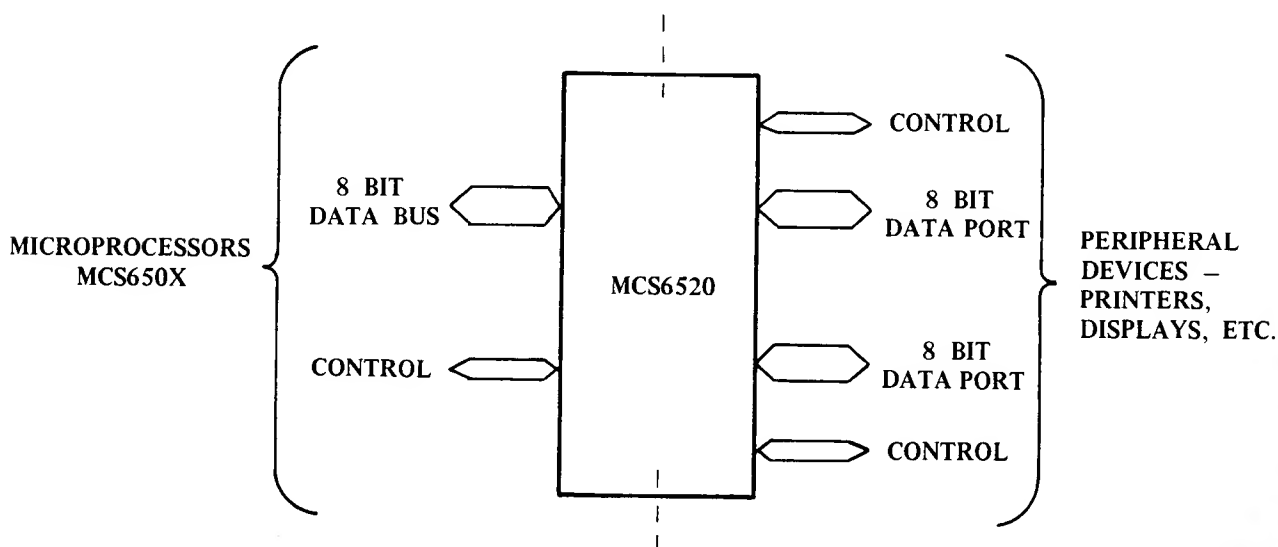 MICROPROCESSORS
MCS650X
8 BIT
DATA BUS
CONTROL
MCS6520
CONTROL
8 BIT
DATA PORT
8 BIT
DATA PORT
CONTROL
PERIPHERAL
DEVICES –
PRINTERS,
DISPLAYS, ETC.